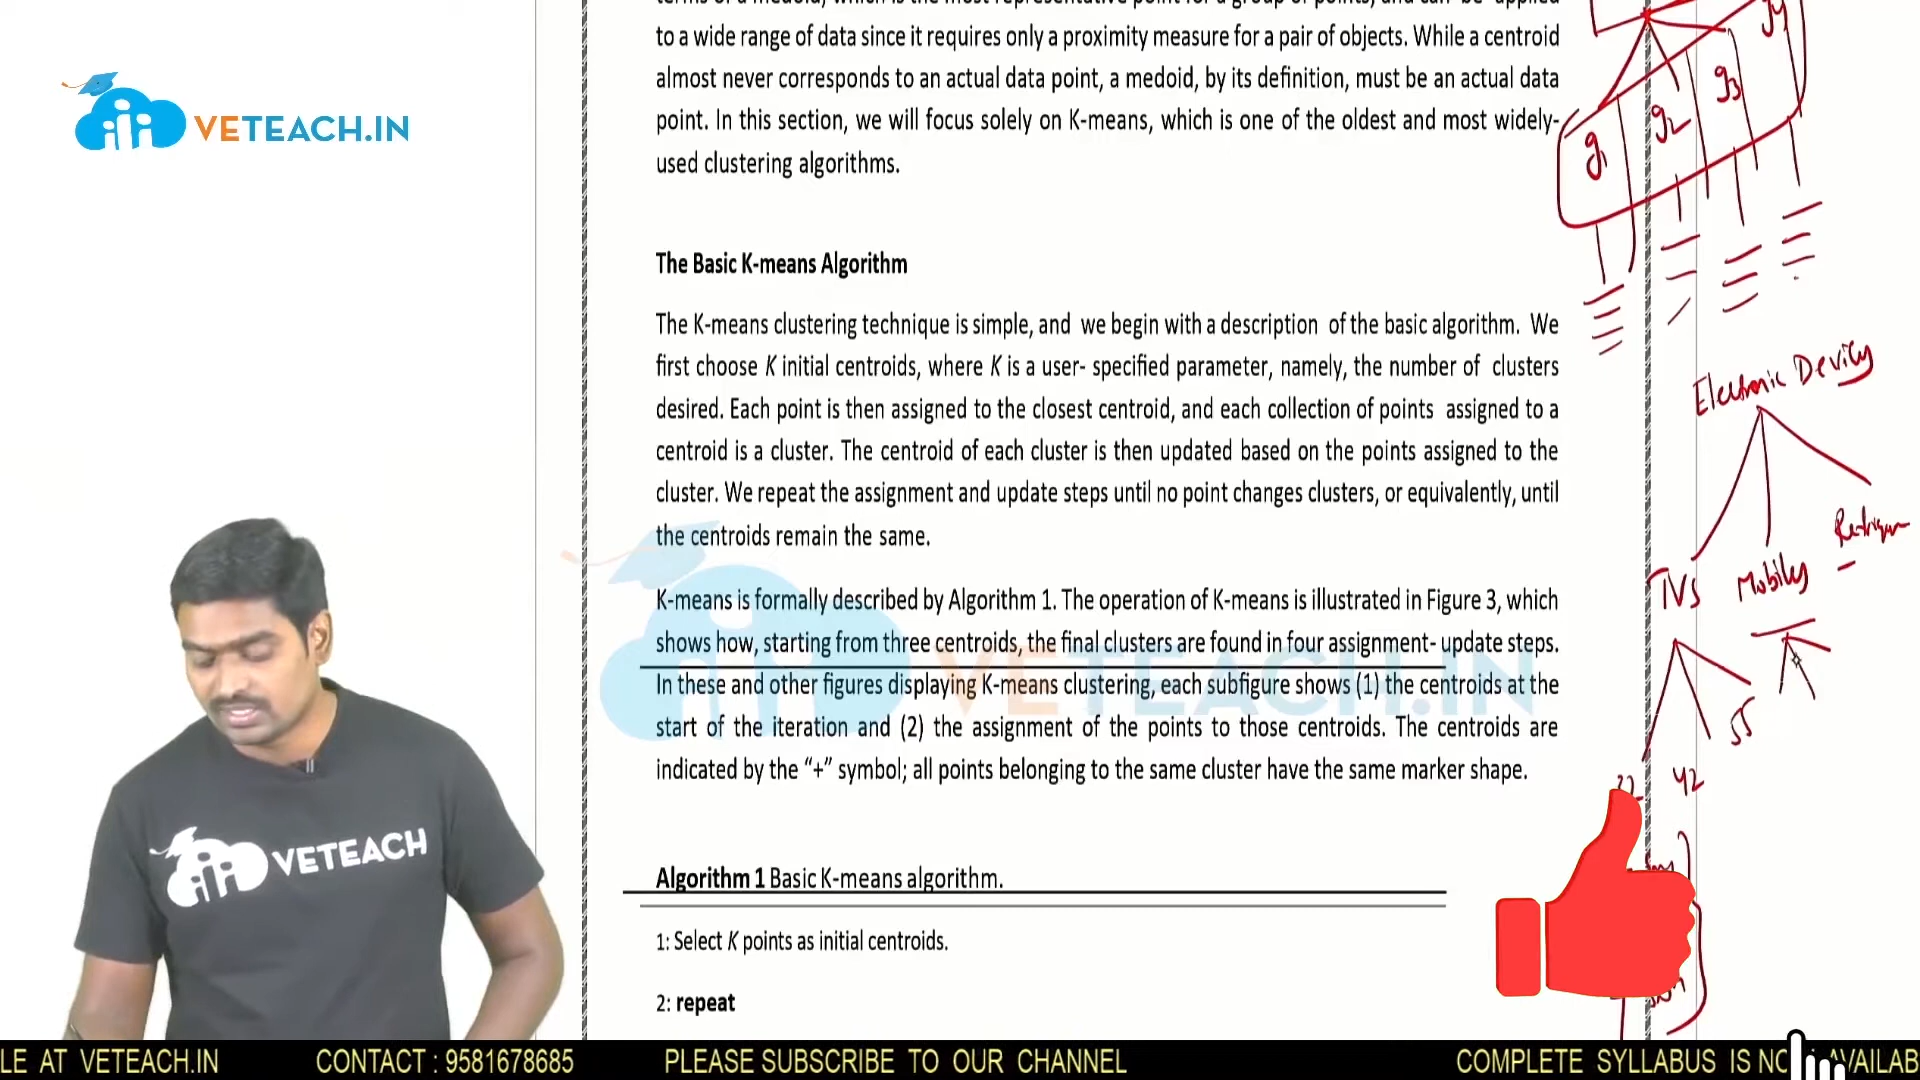 to a wide range of data since it requires only a proximity measure for a pair of objects. While a centroid
almost never corresponds to an actual data point, a medoid, by its definition, must be an actual data
point. In this section, we will focus solely on K-means, which is one of the oldest and most widely-
used clustering algorithms.
VETEACH.IN
g1 g2 g3 g4
The Basic K-means Algorithm
The K-means clustering technique is simple, and we begin with a description of the basic algorithm. We
first choose K initial centroids, where K is a user- specified parameter, namely, the number of clusters
desired. Each point is then assigned to the closest centroid, and each collection of points assigned to a
centroid is a cluster. The centroid of each cluster is then updated based on the points assigned to the
cluster. We repeat the assignment and update steps until no point changes clusters, or equivalently, until
the centroids remain the same.
Electronic
TVs Mobiles
55
42
K-means is formally described by Algorithm 1. The operation of K-means is illustrated in Figure 3, which
shows how, starting from three centroids, the final clusters are found in four assignment- update steps.
In these and other figures displaying K-means clustering, each subfigure shows (1) the centroids at the
start of the iteration and (2) the assignment of the points to those centroids. The centroids are
indicated by the “+” symbol; all points belonging to the same cluster have the same marker shape.
VETEACH.IN
Algorithm 1 Basic K-means algorithm.
1: Select K points as initial centroids.
2: repeat
VETEACH
LE AT VETEACH.IN CONTACT : 9581678685 PLEASE SUBSCRIBE TO OUR CHANNEL COMPLETE SYLLABUS IS